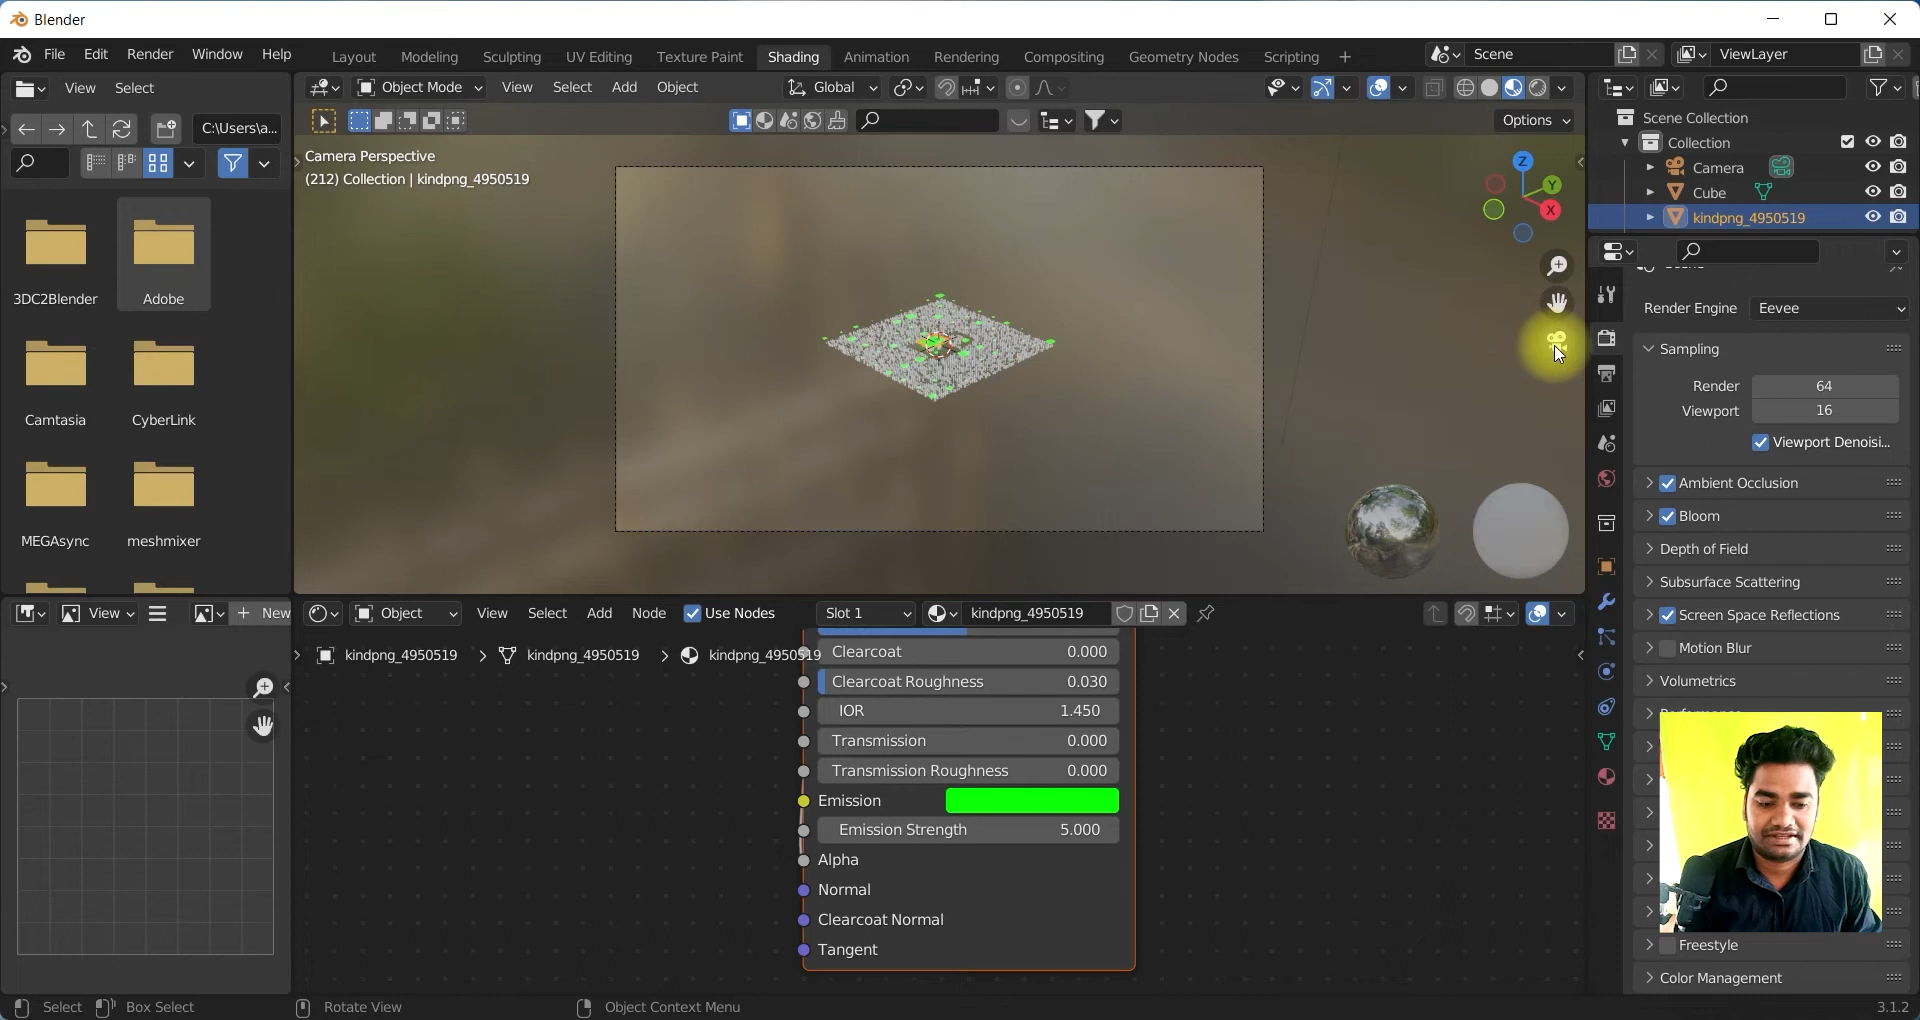 Blender
File Edit Render Window Help
Layout Modeling Sculpting UV Editing Texture Paint Shading Animation Rendering Compositing Geometry Nodes Scripting +
Scene
ViewLayer
View Select
Object Mode View Select Add Object
Global
C:\Users\a...
Options
Camera Perspective
(212) Collection | kindpng_4950519
Z
Y
X
3DC2Blender
Adobe
Camtasia
CyberLink
MEGAsync
meshmixer
Scene Collection
Collection
Camera
Cube
kindpng_4950519
Render Engine Eevee
Sampling
Render 64
Viewport 16
Viewport Denoisi...
Ambient Occlusion
Bloom
Depth of Field
Subsurface Scattering
Screen Space Reflections
Motion Blur
Volumetrics
Freestyle
Color Management
View
New
Object View Select Add Node Use Nodes Slot 1 kindpng_4950519
kindpng_4950519 kindpng_4950519 kindpng_4950519
Clearcoat 0.000
Clearcoat Roughness 0.030
IOR 1.450
Transmission 0.000
Transmission Roughness 0.000
Emission
Emission Strength 5.000
Alpha
Normal
Clearcoat Normal
Tangent
Select Box Select Rotate View Object Context Menu 3.1.2